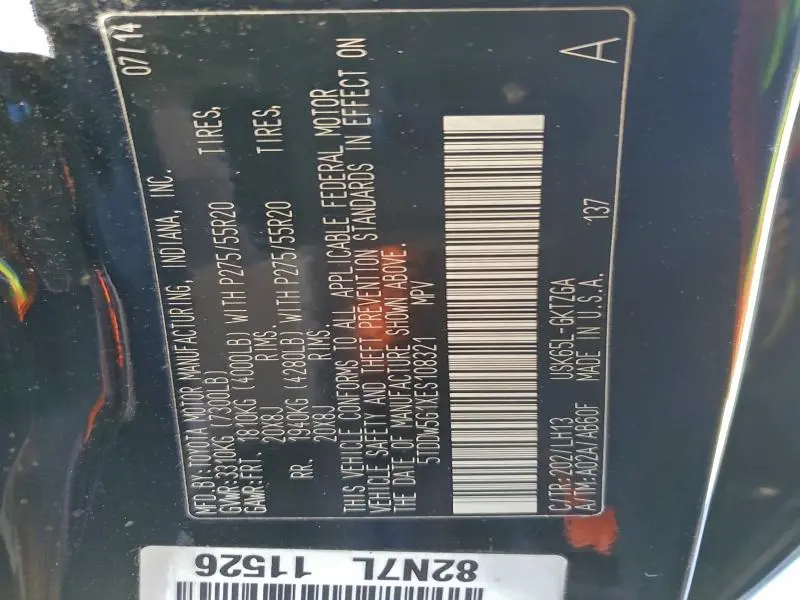 MFD.BY:TOYOTA MOTOR MANUFACTURING, INDIANA, INC. 07/14
GVWR:3310KG (7300LB)
GAWR:FRT. 1810KG (4000LB) WITH P275/55R20 TIRES,
20X8J RIMS.
RR. 1940KG (4280LB) WITH P275/55R20 TIRES,
20X8J RIMS.
THIS VEHICLE CONFORMS TO ALL APPLICABLE FEDERAL MOTOR
VEHICLE SAFETY AND THEFT PREVENTION STANDARDS IN EFFECT ON
THE DATE OF MANUFACTURE SHOWN ABOVE.
5TDDW5G1XES108321 MPV
C/TR:202/LH13 USK65L-GKTZGA A
A/TM:A02A/AB60F MADE IN U.S.A. 137
82N7L
11526